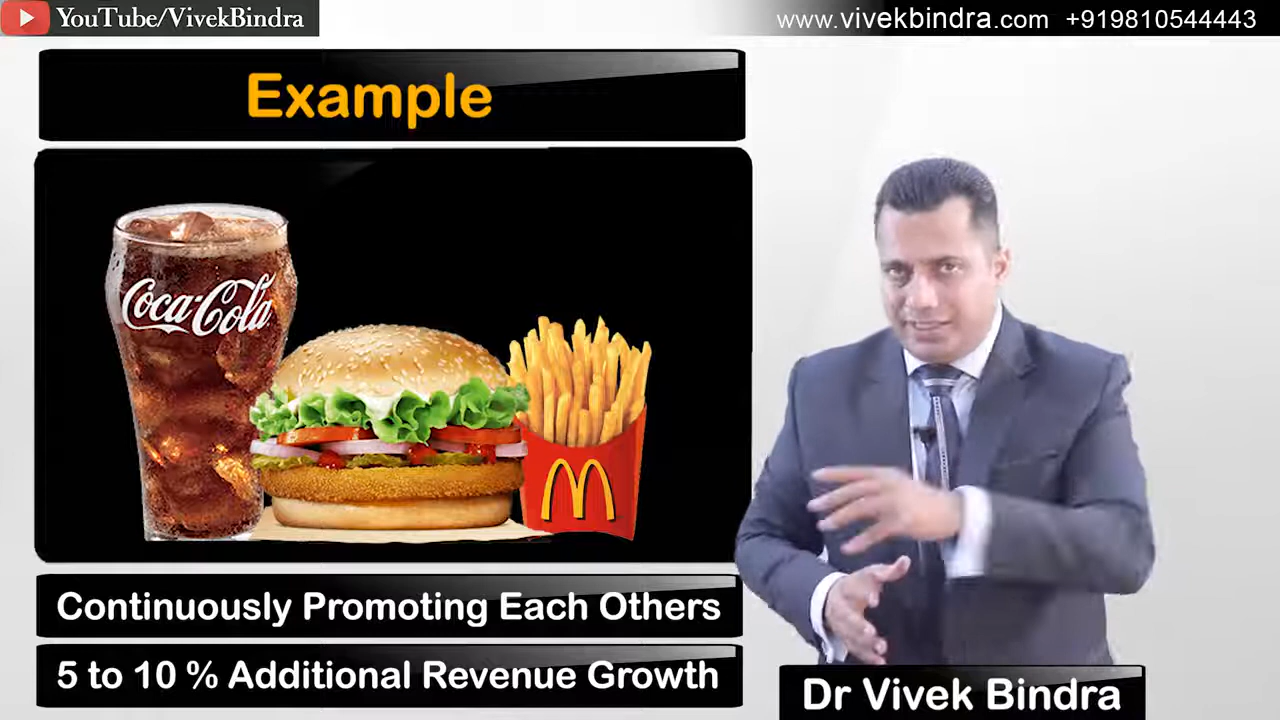 YouTube/VivekBindra
www.vivekbindra.com +919810544443
Example
Coca-Cola
M
Continuously Promoting Each Others
5 to 10 % Additional Revenue Growth
Dr Vivek Bindra